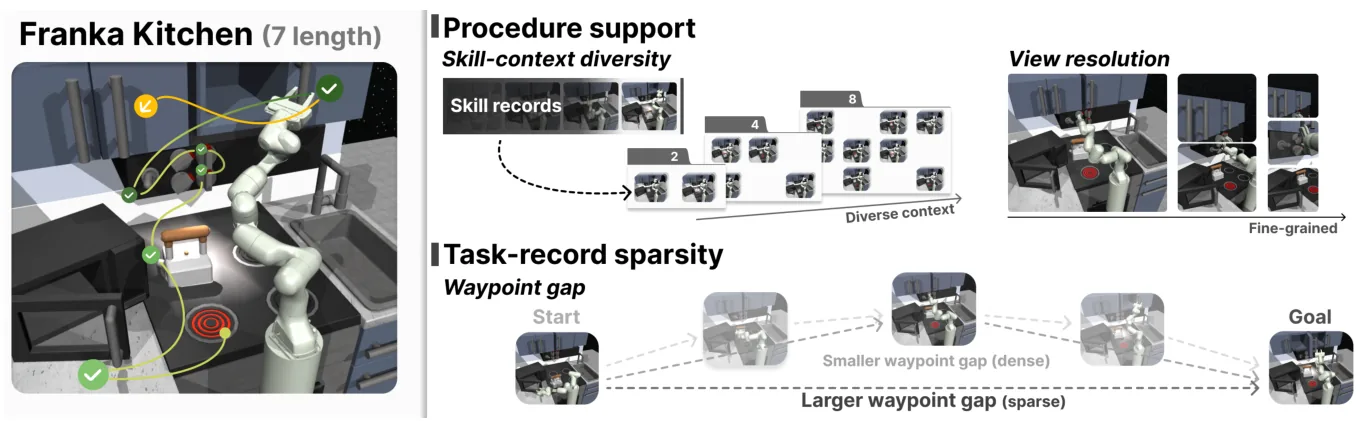 Franka Kitchen (7 length)
Procedure support
Skill-context diversity
Skill records
2
4
8
Diverse context
View resolution
Fine-grained
Task-record sparsity
Waypoint gap
Start
Smaller waypoint gap (dense)
Larger waypoint gap (sparse)
Goal